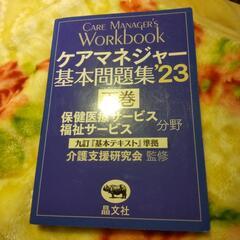 CARE MANAGER'S
WORKBOOK
ケアマネジャー
基本問題集'23
下巻
保健医療サービス
福祉サービス 分野
九訂『基本テキスト』準拠
介護支援研究会 監修
晶文社